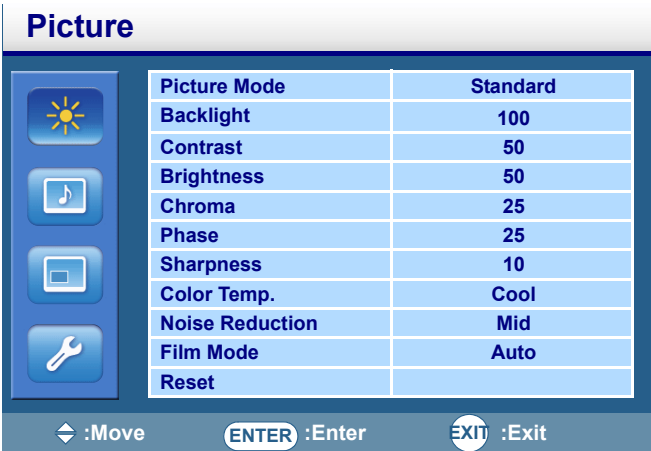 Picture
Picture Mode Standard
Backlight 100
Contrast 50
Brightness 50
Chroma 25
Phase 25
Sharpness 10
Color Temp. Cool
Noise Reduction Mid
Film Mode Auto
Reset
:Move ENTER :Enter EXIT :Exit